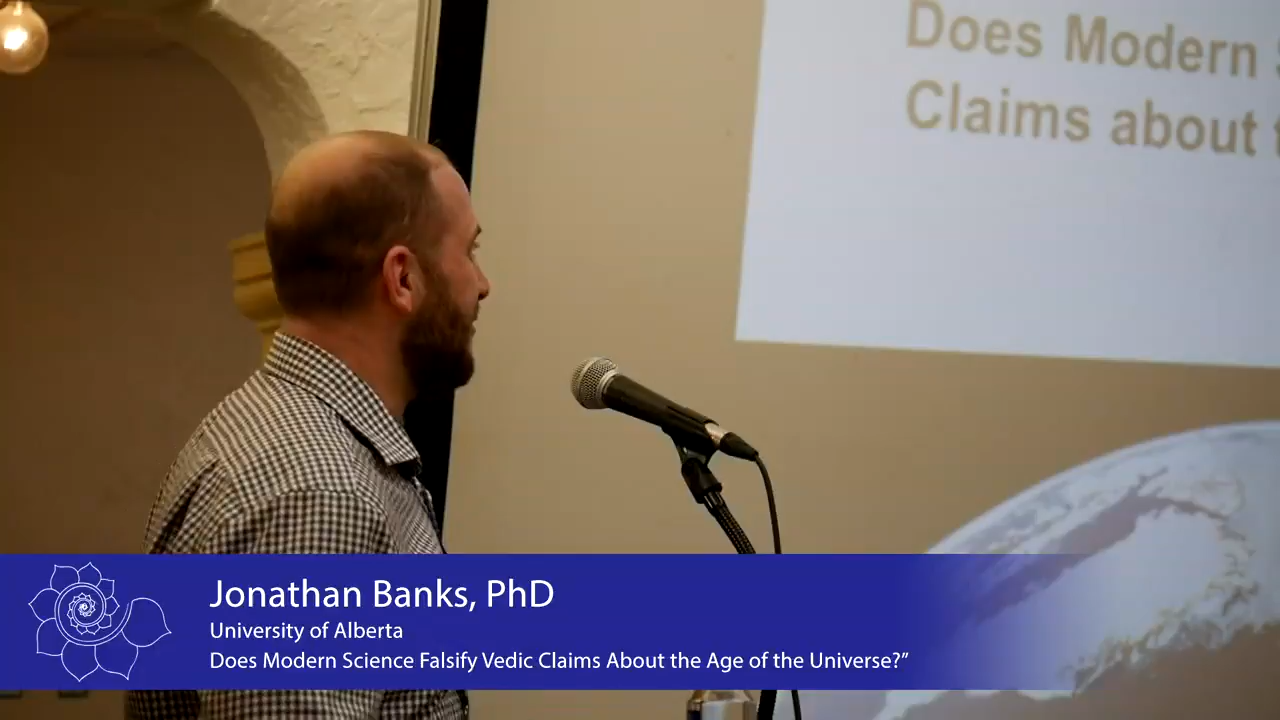 Does Modern
Claims about
Jonathan Banks, PhD
University of Alberta
Does Modern Science Falsify Vedic Claims About the Age of the Universe?”